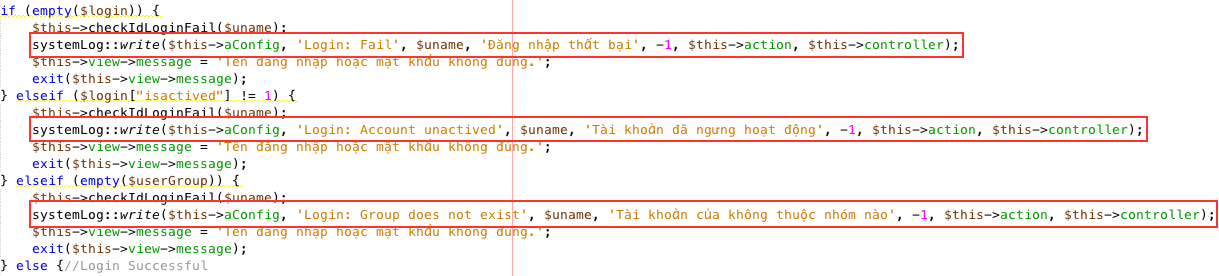 if (empty($login)) {
$this->checkIdLoginFail($uname);
systemLog::write($this->aConfig, 'Login: Fail', $uname, 'Đăng nhập thất bại', -1, $this->action, $this->controller);
$this->view->message = 'Tên đăng nhập hoặc mật khẩu không đúng.';
exit($this->view->message);
} elseif ($login["isactived"] != 1) {
$this->checkIdLoginFail($uname);
systemLog::write($this->aConfig, 'Login: Account unactived', $uname, 'Tài khoản đã ngưng hoạt động', -1, $this->action, $this->controller);
$this->view->message = 'Tên đăng nhập hoặc mật khẩu không đúng.';
exit($this->view->message);
} elseif (empty($userGroup)) {
$this->checkIdLoginFail($uname);
systemLog::write($this->aConfig, 'Login: Group does not exist', $uname, 'Tài khoản của không thuộc nhóm nào', -1, $this->action, $this->controller);
$this->view->message = 'Tên đăng nhập hoặc mật khẩu không đúng.';
exit($this->view->message);
} else {//Login Successful